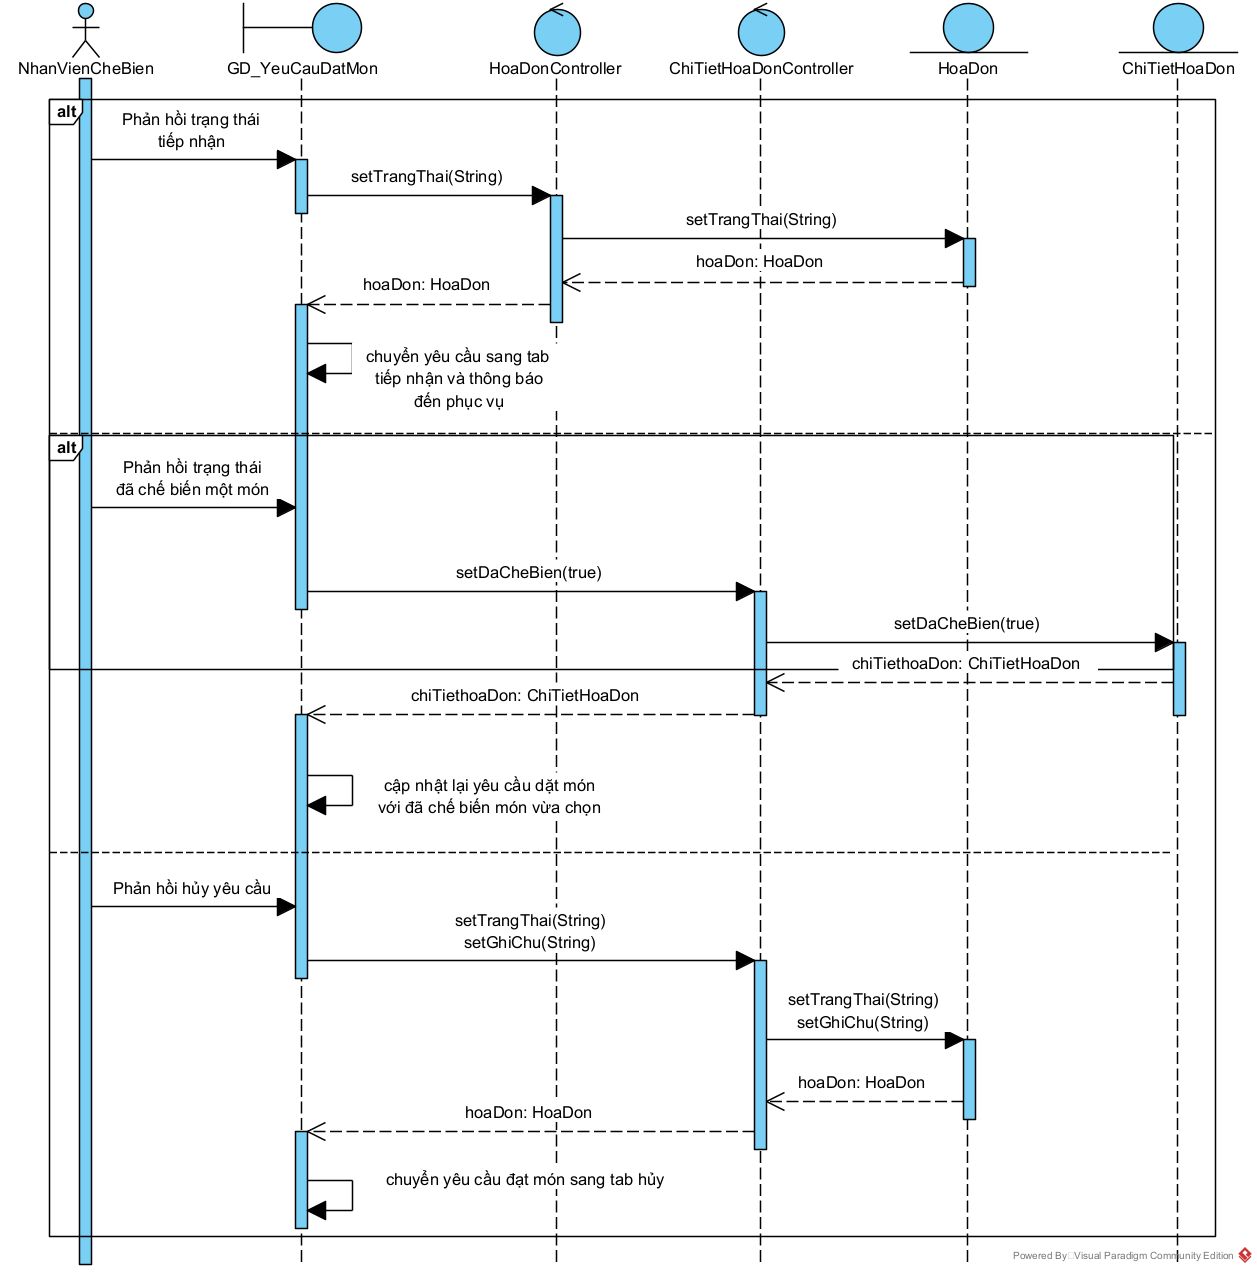 NhanVienCheBien
GD_YeuCauDatMon
HoaDonController
ChiTietHoaDonController
HoaDon
ChiTietHoaDon
alt
Phản hồi trạng thái
tiếp nhận
setTrangThai(String)
setTrangThai(String)
hoaDon: HoaDon
hoaDon: HoaDon
chuyển yêu cầu sang tab
tiếp nhận và thông báo
đến phục vụ
alt
Phản hồi trạng thái
đã chế biến một món
setDaCheBien(true)
setDaCheBien(true)
chiTiethoaDon: ChiTietHoaDon
chiTiethoaDon: ChiTietHoaDon
cập nhật lại yêu cầu dặt món
với đã chế biến món vừa chọn
Phản hồi hủy yêu cầu
setTrangThai(String)
setGhiChu(String)
setTrangThai(String)
setGhiChu(String)
hoaDon: HoaDon
hoaDon: HoaDon
chuyển yêu cầu đạt món sang tab hủy
Powered By Visual Paradigm Community Edition